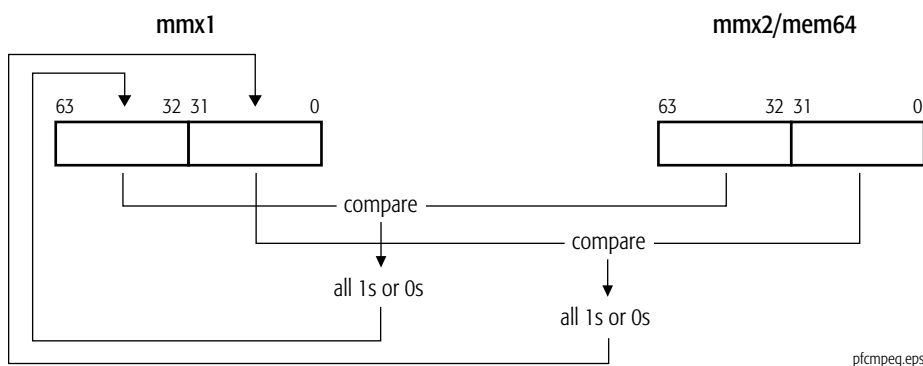 mmx1 mmx2/mem64
63 32 31 0 63 32 31 0
compare
compare
all 1s or 0s
all 1s or 0s
pfcmpeq.eps